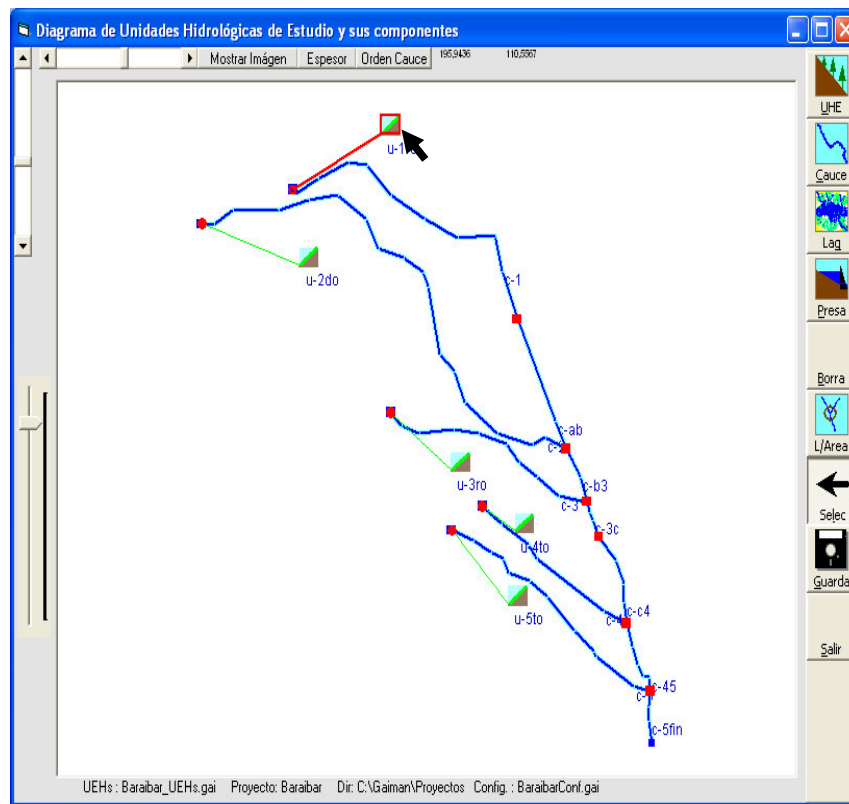 Diagrama de Unidades Hidrológicas de Estudio y sus componentes
Mostrar Imágen Espesor Orden Cauce 195,9436 110,5567
UHE
Cauce
Lag
Presa
Borra
L/Area
Selec
Guarda
Salir
u-2do
c-1
c-ab
c-b3
u-3ro
c-3
c-3c
u-4to
c-c4
u-5to
c-45
c-5fin
UEHs : Baraibar_UEHs.gai Proyecto: Baraibar Dir: C:\Gaiman\Proyectos Config. : BaraibarConf.gai